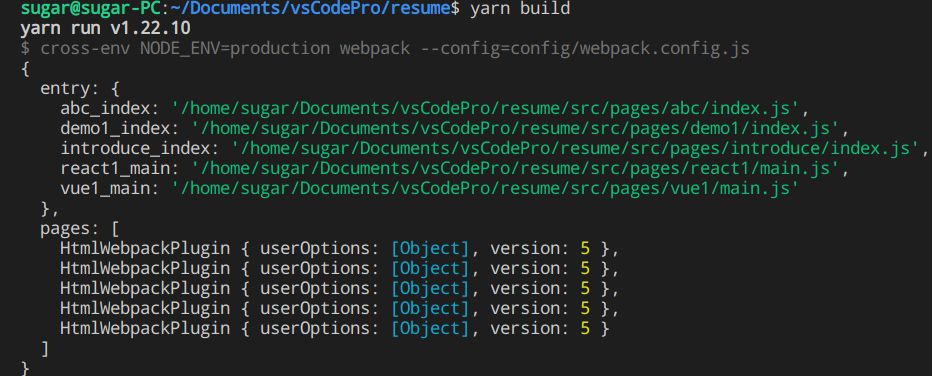 sugar@sugar-PC:~/Documents/vsCodePro/resume$ yarn build
yarn run v1.22.10
$ cross-env NODE_ENV=production webpack --config=config/webpack.config.js
{
  entry: {
    abc_index: '/home/sugar/Documents/vsCodePro/resume/src/pages/abc/index.js',
    demo1_index: '/home/sugar/Documents/vsCodePro/resume/src/pages/demo1/index.js',
    introduce_index: '/home/sugar/Documents/vsCodePro/resume/src/pages/introduce/index.js',
    react1_main: '/home/sugar/Documents/vsCodePro/resume/src/pages/react1/main.js',
    vue1_main: '/home/sugar/Documents/vsCodePro/resume/src/pages/vue1/main.js'
  },
  pages: [
    HtmlWebpackPlugin { userOptions: [Object], version: 5 },
    HtmlWebpackPlugin { userOptions: [Object], version: 5 },
    HtmlWebpackPlugin { userOptions: [Object], version: 5 },
    HtmlWebpackPlugin { userOptions: [Object], version: 5 },
    HtmlWebpackPlugin { userOptions: [Object], version: 5 }
  ]
}